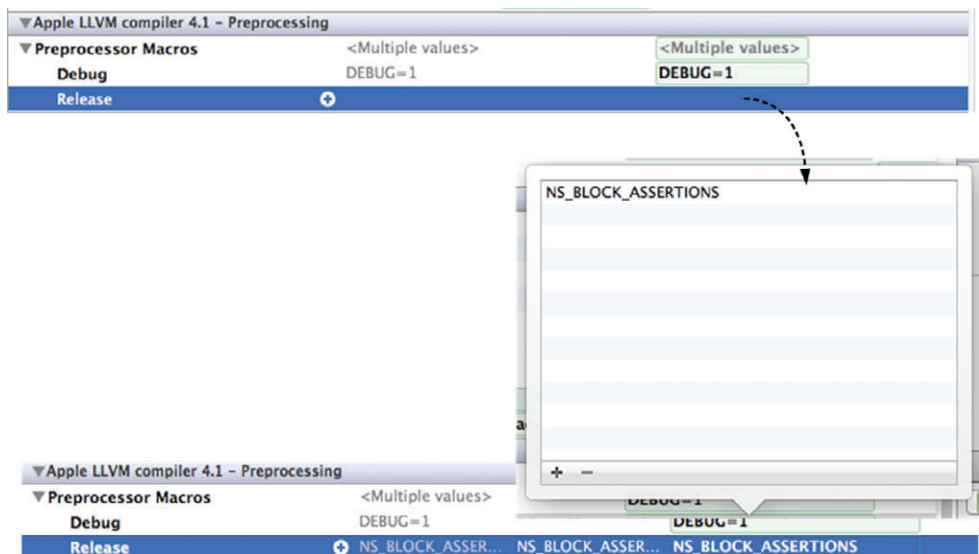 Apple LLVM compiler 4.1 – Preprocessing
Preprocessor Macros <Multiple values> <Multiple values>
Debug DEBUG=1 DEBUG=1
Release
NS_BLOCK_ASSERTIONS
Apple LLVM compiler 4.1 – Preprocessing
Preprocessor Macros <Multiple values> DEBUG=1
Debug DEBUG=1 DEBUG=1
Release NS_BLOCK_ASSER... NS_BLOCK_ASSER... NS_BLOCK_ASSERTIONS